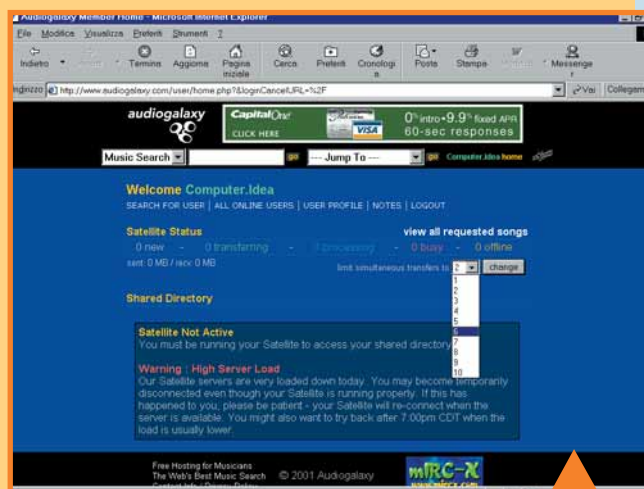 Audiogalaxy Member Home - Microsoft Internet Explorer
File Modifica Visualizza Preferiti Strumenti ?
Indietro Termina Aggiorna Pagina iniziale Cerca Preferiti Cronologia Posta Stampa Messenger
Indirizzo http://www.audiogalaxy.com/user/home.php?&loginCancelURL=%2F Vai Collegam
audiogalaxy
CapitalOne
CLICK HERE
VISA
0% intro • 9.9% fixed APR
60-sec responses
Music Search go --- Jump To --- go Computer.Idea home
Welcome Computer.Idea
SEARCH FOR USER | ALL ONLINE USERS | USER PROFILE | NOTES | LOGOUT
Satellite Status view all requested songs
0 new - 0 transferring - processing - 0 busy - 0 offline
sent: 0 MB / recv: 0 MB limit simultaneous transfers to 2 change
1
2
3
4
5
6
7
8
9
10
Shared Directory
Satellite Not Active
You must be running your Satellite to access your shared directory
Warning : High Server Load
Our Satellite servers are very loaded down today. You may become temporarily
disconnected even though your Satellite is running properly. If this has
happened to you, please be patient - your Satellite will re-connect when the
server is available. You might also want to try back after 7:00pm CDT when the
load is usually lower.
Free Hosting for Musicians
The Web's Best Music Search © 2001 Audiogalaxy
Contact Info / Privacy Policy
mIRC-X
www.mircx.com